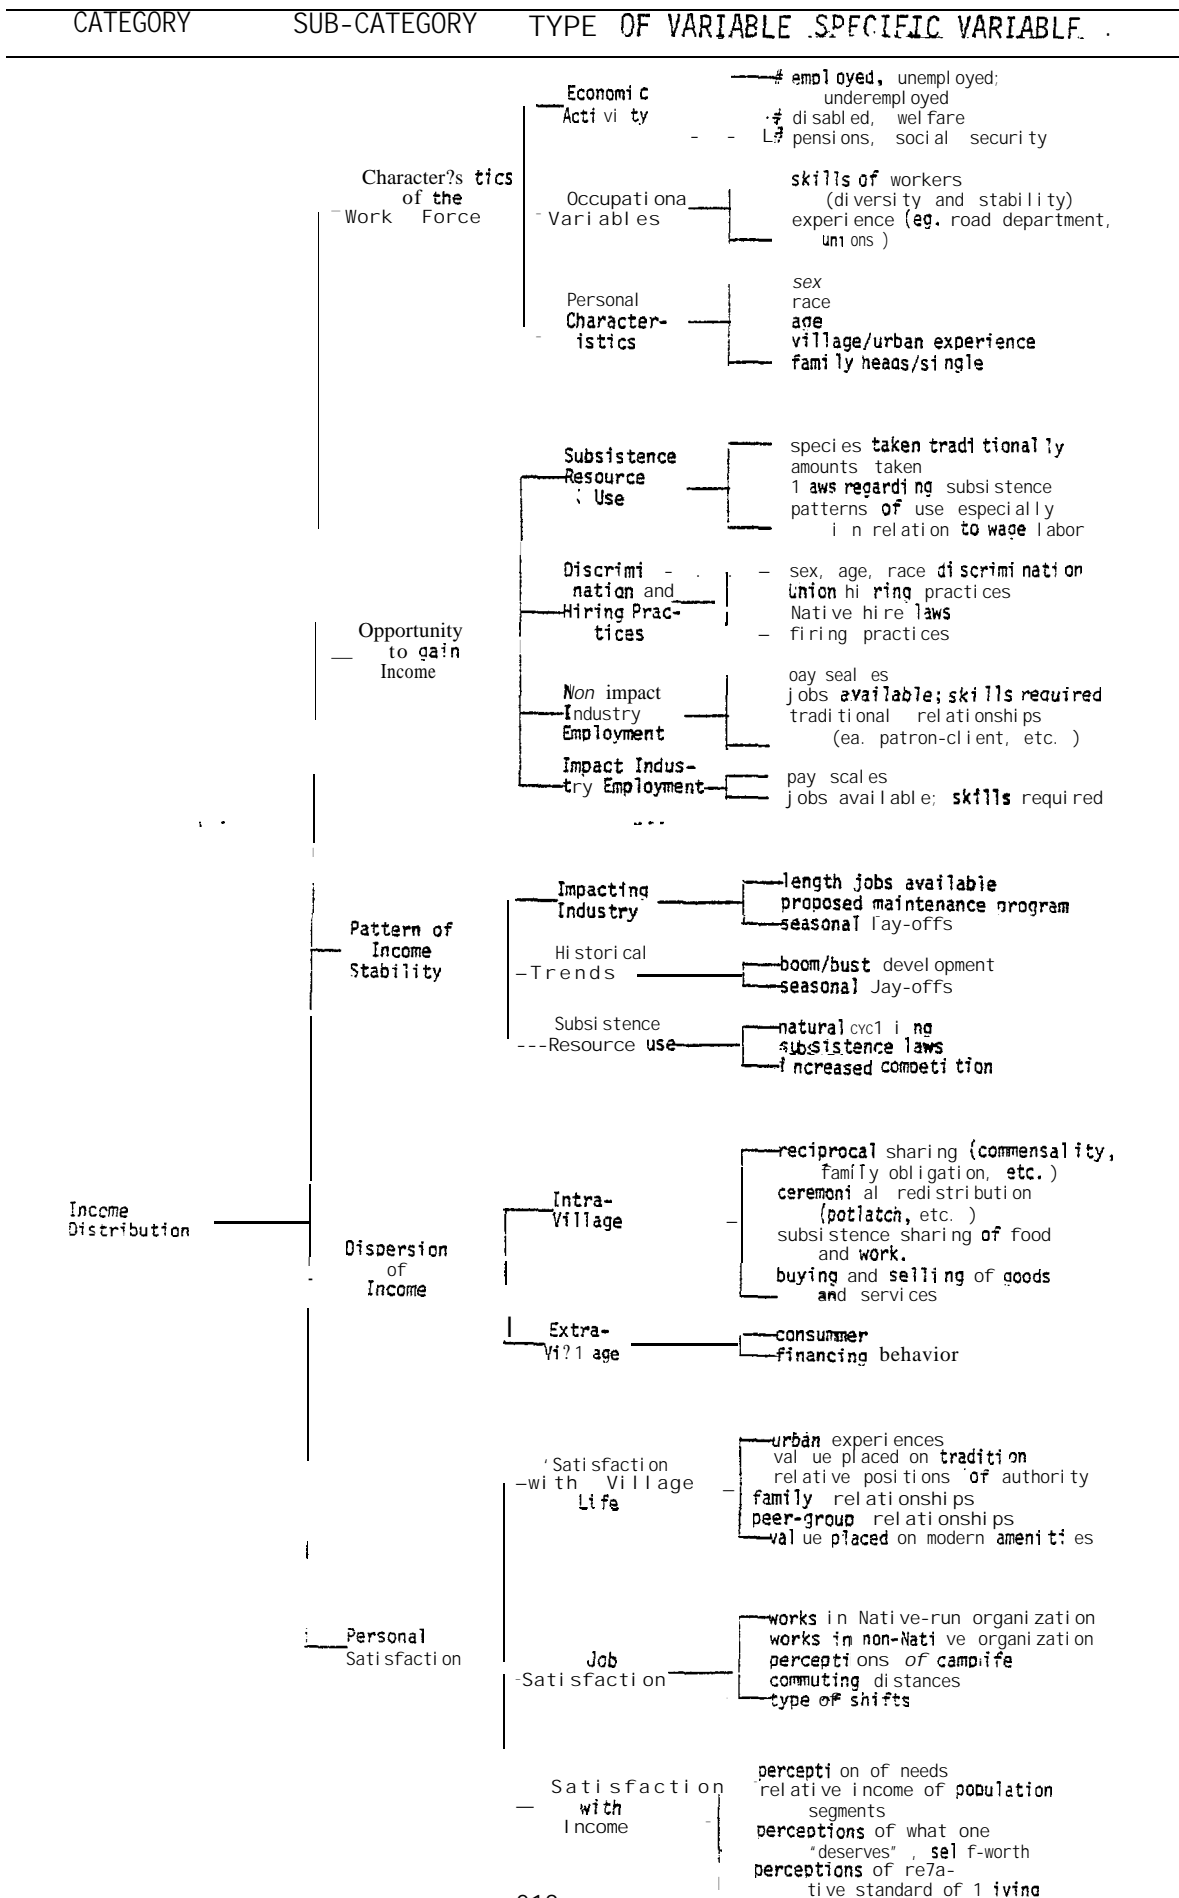 CATEGORY SUB-CATEGORY TYPE OF VARIABLE SPECIFIC VARIABLE
Economic
Activity
# employed, unemployed;
underemployed
# disabled, welfare
# pensions, social security
Character?s tics
of the
Work Force
Occupationa
Variables
skills of workers
(diversity and stability)
experience (eg. road department,
unions)
Personal
Character-
istics
sex
race
age
village/urban experience
family heads/single
Subsistence
Resource
Use
species taken traditionally
amounts taken
laws regarding subsistence
patterns of use especially
in relation to wage labor
Opportunity
to gain
Income
Discrimi
nation and
Hiring Prac-
tices
sex, age, race discrimination
Union hiring practices
Native hire laws
firing practices
Non impact
Industry
Employment
oay seal es
jobs available; skills required
traditional relationships
(ea. patron-client, etc. )
Impact Indus-
try Employment
pay scales
jobs available; skills required
Pattern of
Income
Stability
Impacting
Industry
length jobs available
proposed maintenance program
seasonal lay-offs
Historical
Trends
boom/bust development
seasonal Jay-offs
Subsistence
Resource use
natural cycling
subsistence laws
increased competition
Income
Distribution
Dispersion
of
Income
Intra-
Village
reciprocal sharing (commensality,
family obligation, etc. )
ceremonial redistribution
(potlatch, etc. )
subsistence sharing of food
and work.
buying and selling of goods
and services
Extra-
Vi?1 age
consummer
financing behavior
Personal
Satisfaction
Satisfaction
with Village
Life
urban experiences
value placed on tradition
relative positions of authority
family relationships
peer-group relationships
value placed on modern amenities
Job
Satisfaction
works in Native-run organization
works in non-Native organization
perceptions of camplife
commuting distances
type of shifts
Satisfaction
with
Income
perception of needs
relative income of population
segments
perceptions of what one
"deserves", self-worth
perceptions of re7a-
tive standard of living